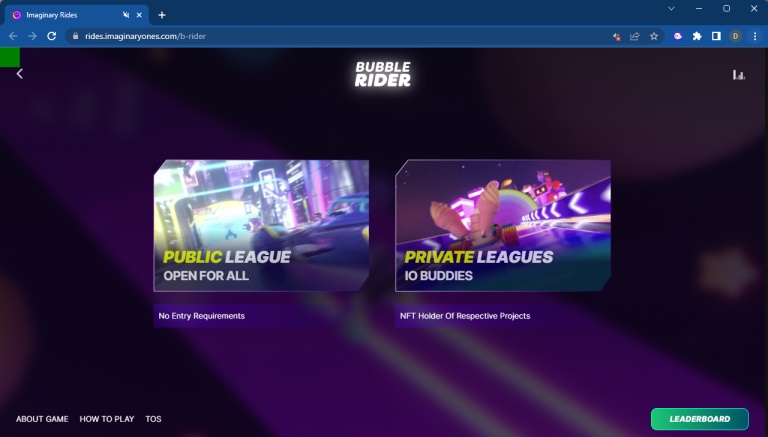 Imaginary Rides
rides.imaginaryones.com/b-rider
D
BUBBLE
RIDER
PUBLIC LEAGUE
OPEN FOR ALL
PRIVATE LEAGUES
IO BUDDIES
No Entry Requirements
NFT Holder Of Respective Projects
ABOUT GAME HOW TO PLAY TOS
LEADERBOARD